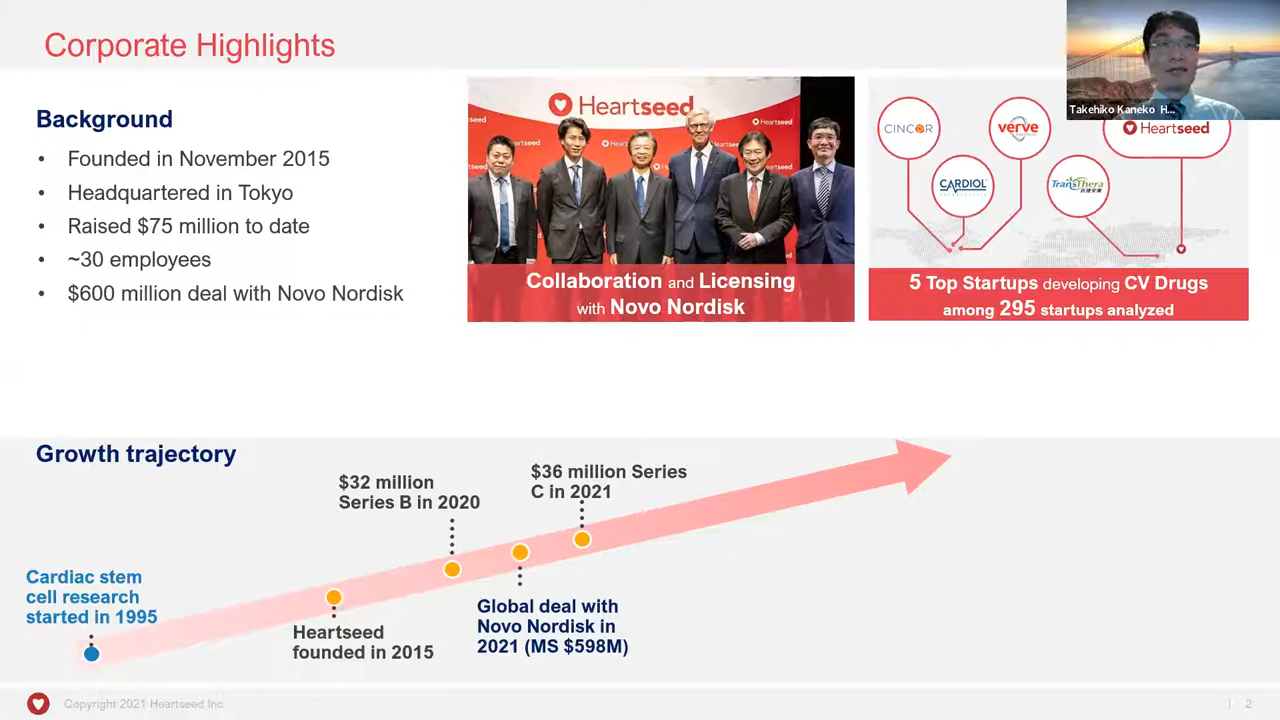 Corporate Highlights
Takehiko Kaneko H...
Background
• Founded in November 2015
• Headquartered in Tokyo
• Raised $75 million to date
• ~30 employees
• $600 million deal with Novo Nordisk
Heartseed
Heartseed
Heartseed
Collaboration and Licensing
with Novo Nordisk
CINCOR
verve
Heartseed
CARDIOL
TransThera
5 Top Startups developing CV Drugs
among 295 startups analyzed
Growth trajectory
$32 million
Series B in 2020
$36 million Series
C in 2021
Cardiac stem
cell research
started in 1995
Heartseed
founded in 2015
Global deal with
Novo Nordisk in
2021 (MS $598M)
Copyright 2021 Heartseed Inc
| 2